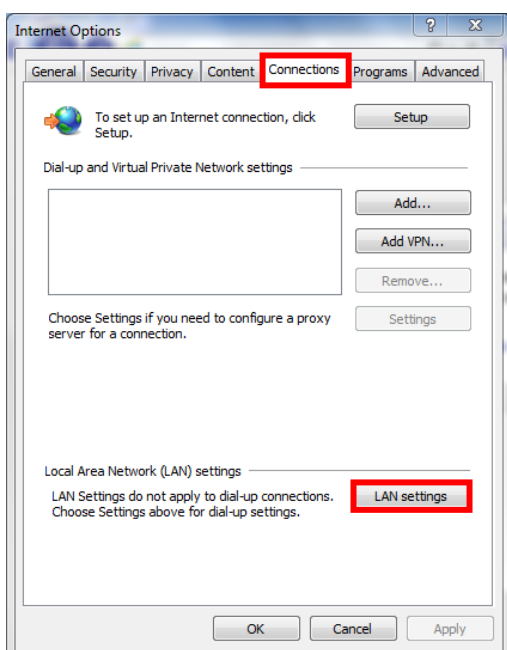 Internet Options
General Security Privacy Content Connections Programs Advanced
To set up an Internet connection, click
Setup.
Setup
Dial-up and Virtual Private Network settings
Add...
Add VPN...
Remove...
Choose Settings if you need to configure a proxy
server for a connection.
Settings
Local Area Network (LAN) settings
LAN Settings do not apply to dial-up connections.
Choose Settings above for dial-up settings.
LAN settings
OK Cancel Apply